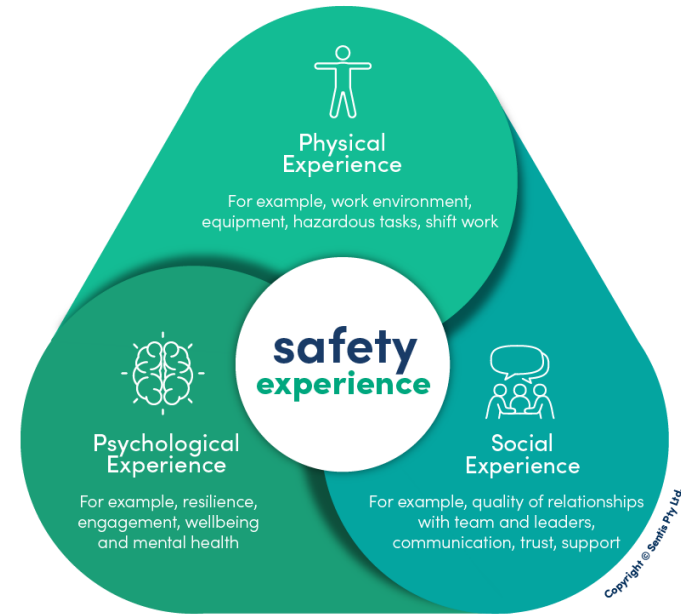 Physical
Experience
For example, work environment,
equipment, hazardous tasks, shift work
safety
experience
Psychological
Experience
For example, resilience,
engagement, wellbeing
and mental health
Social
Experience
For example, quality of relationships
with team and leaders,
communication, trust, support
Copyright © Sentis Pty Ltd.